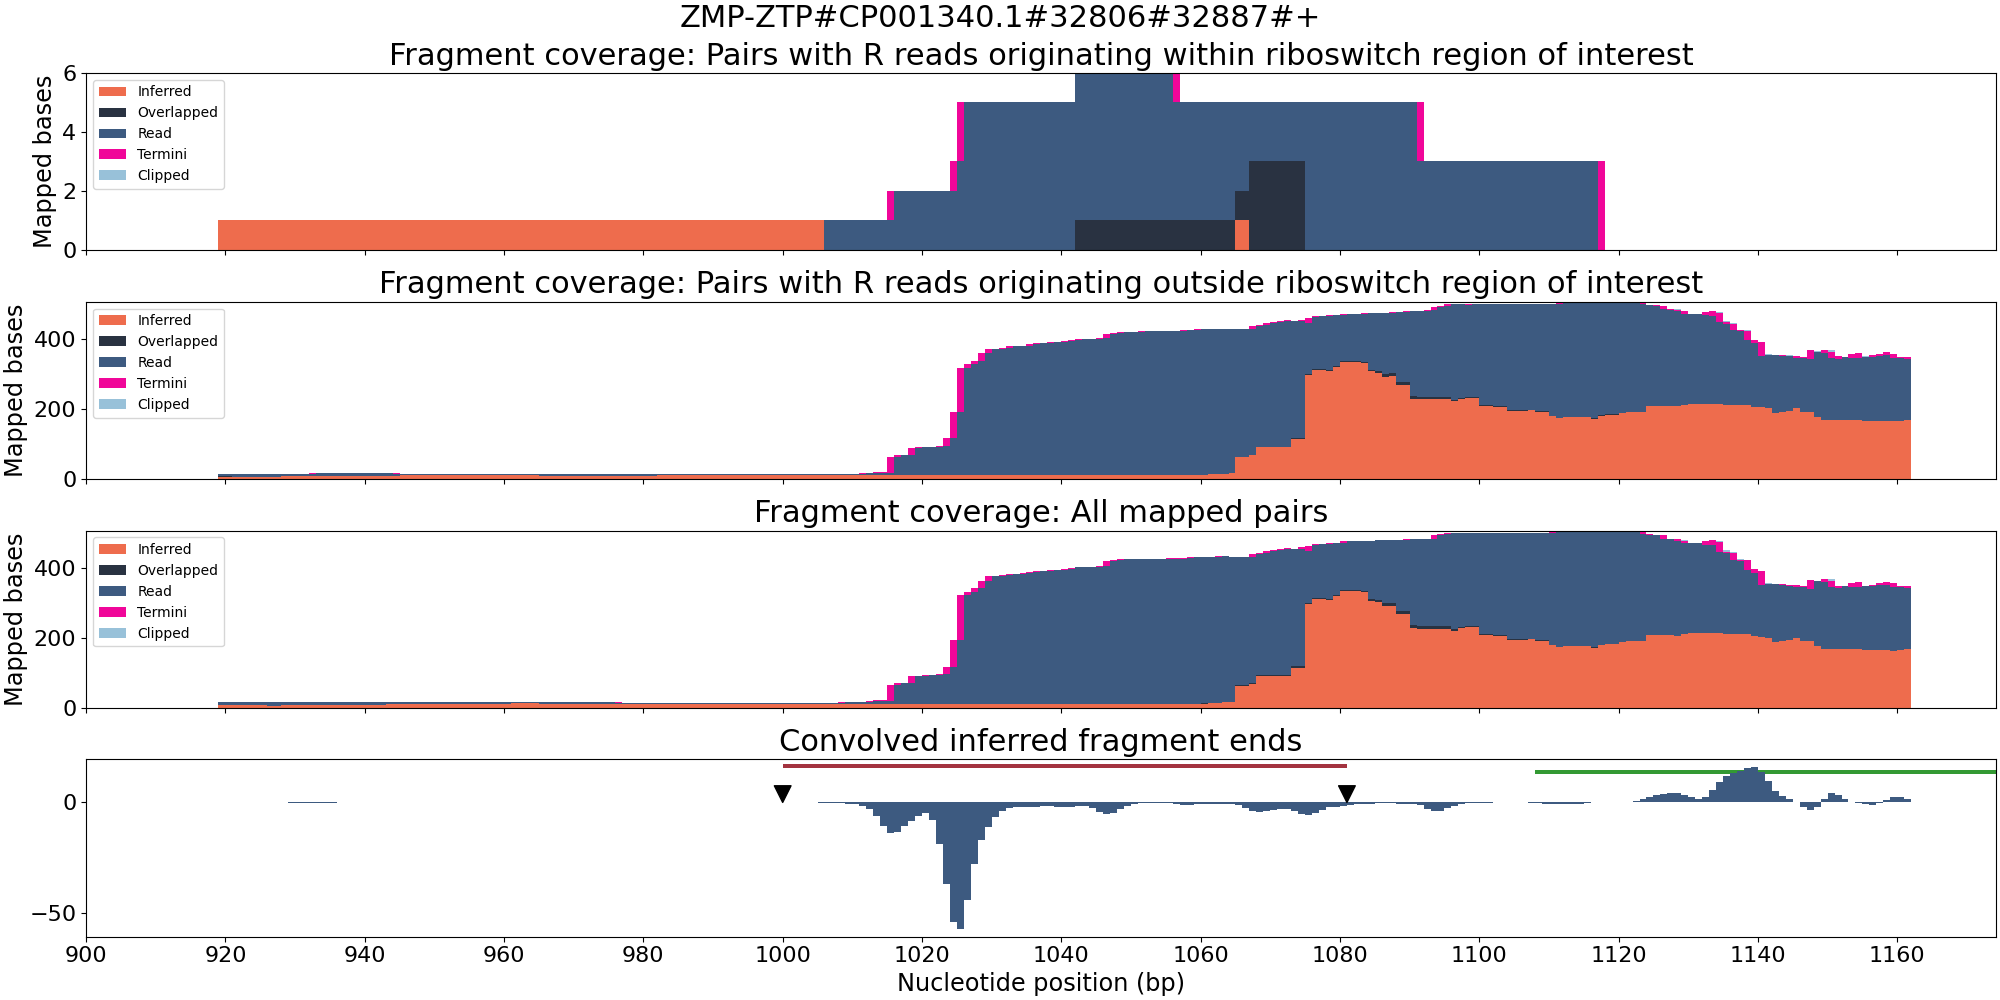 ZMP-ZTP#CP001340.1#32806#32887#+
Fragment coverage: Pairs with R reads originating within riboswitch region of interest
Mapped bases
6
4
2
0
Inferred
Overlapped
Read
Termini
Clipped
Fragment coverage: Pairs with R reads originating outside riboswitch region of interest
Mapped bases
400
200
0
Inferred
Overlapped
Read
Termini
Clipped
Fragment coverage: All mapped pairs
Mapped bases
400
200
0
Inferred
Overlapped
Read
Termini
Clipped
Convolved inferred fragment ends
0
−50
900 920 940 960 980 1000 1020 1040 1060 1080 1100 1120 1140 1160
Nucleotide position (bp)